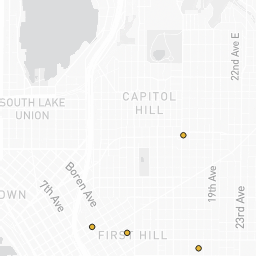 22nd Ave E
CAPITOL
HILL
SOUTH LAKE
UNION
Boren Ave
7th Ave
OWN
19th Ave
23rd Ave
FIRST HILL